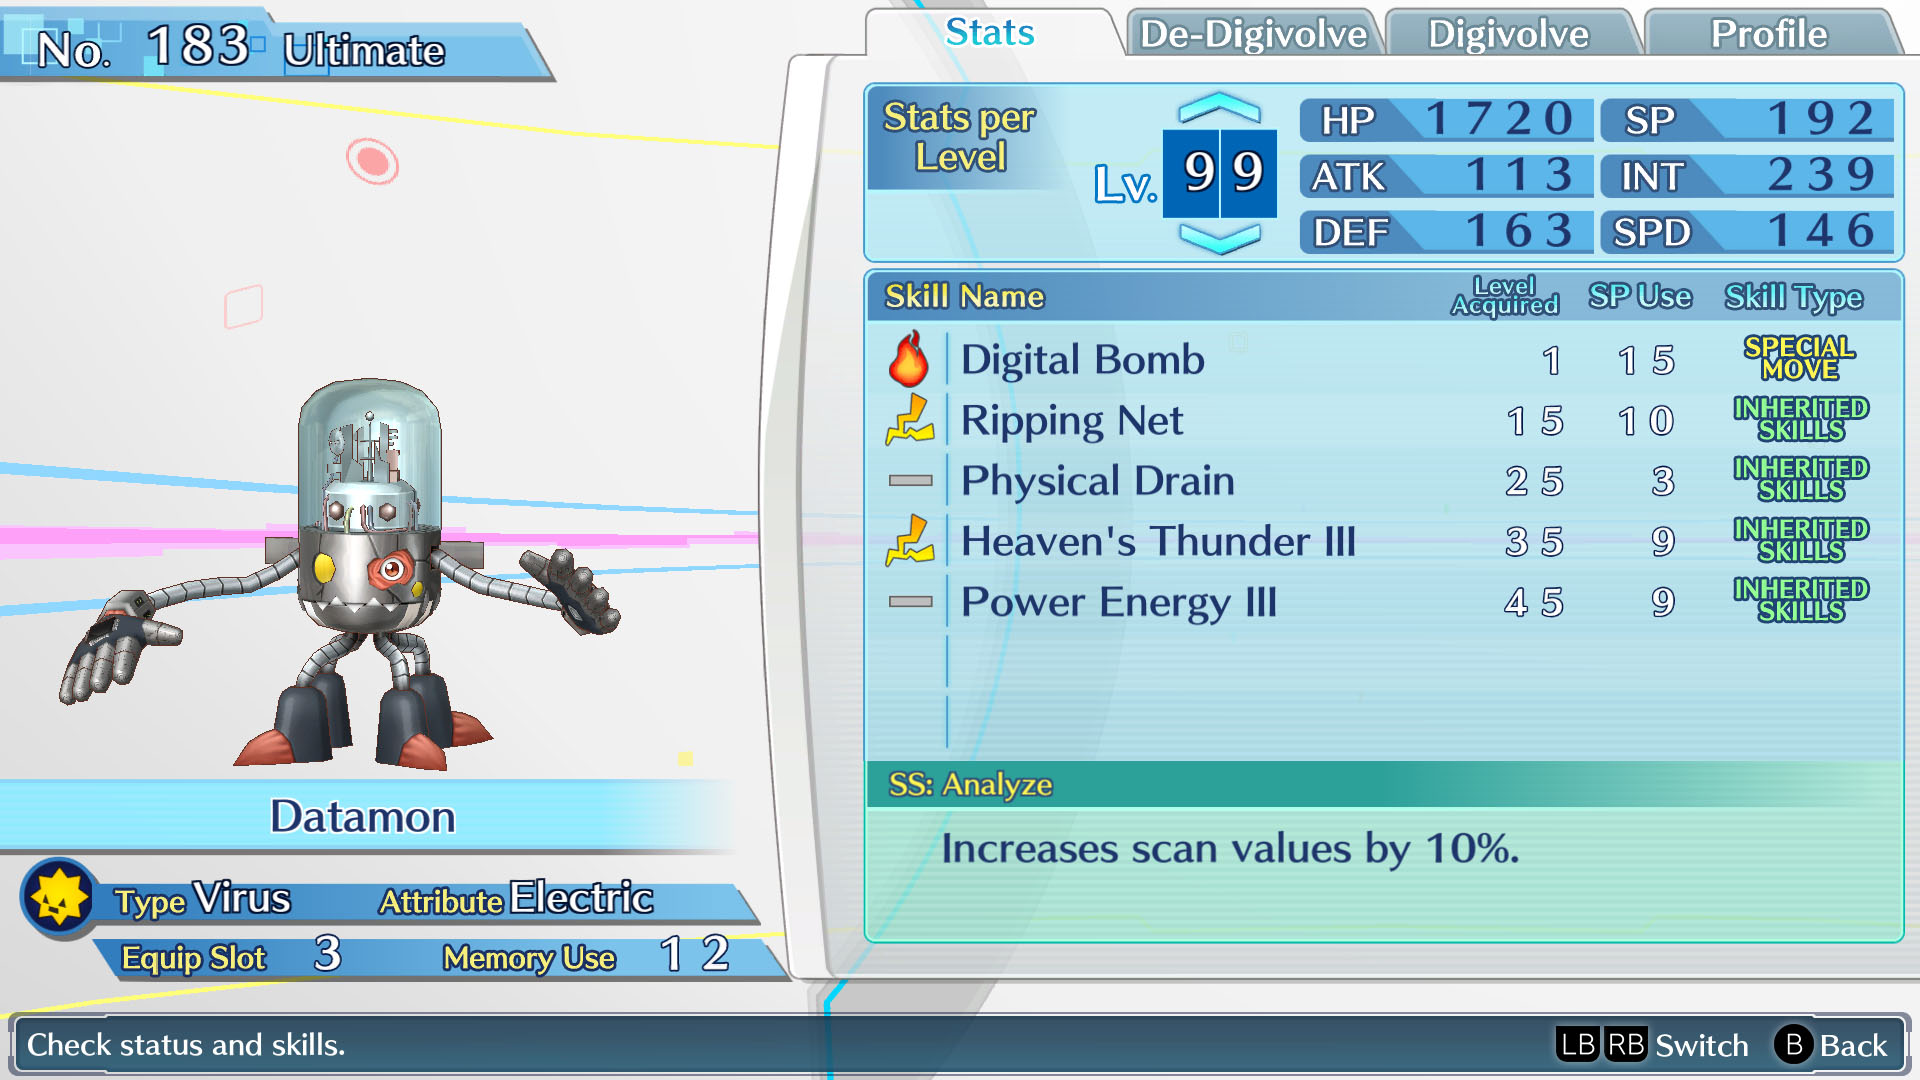 No. 183 Ultimate
Stats De-Digivolve Digivolve Profile
Stats per
Level
Lv. 99
HP 1720 SP 192
ATK 113 INT 239
DEF 163 SPD 146
Skill Name Level Acquired SP Use Skill Type
Digital Bomb 1 15 SPECIAL MOVE
Ripping Net 15 10 INHERITED SKILLS
Physical Drain 25 3 INHERITED SKILLS
Heaven's Thunder III 35 9 INHERITED SKILLS
Power Energy III 45 9 INHERITED SKILLS
SS: Analyze
Increases scan values by 10%.
Datamon
Type Virus Attribute Electric
Equip Slot 3 Memory Use 12
Check status and skills.
LB RB Switch B Back